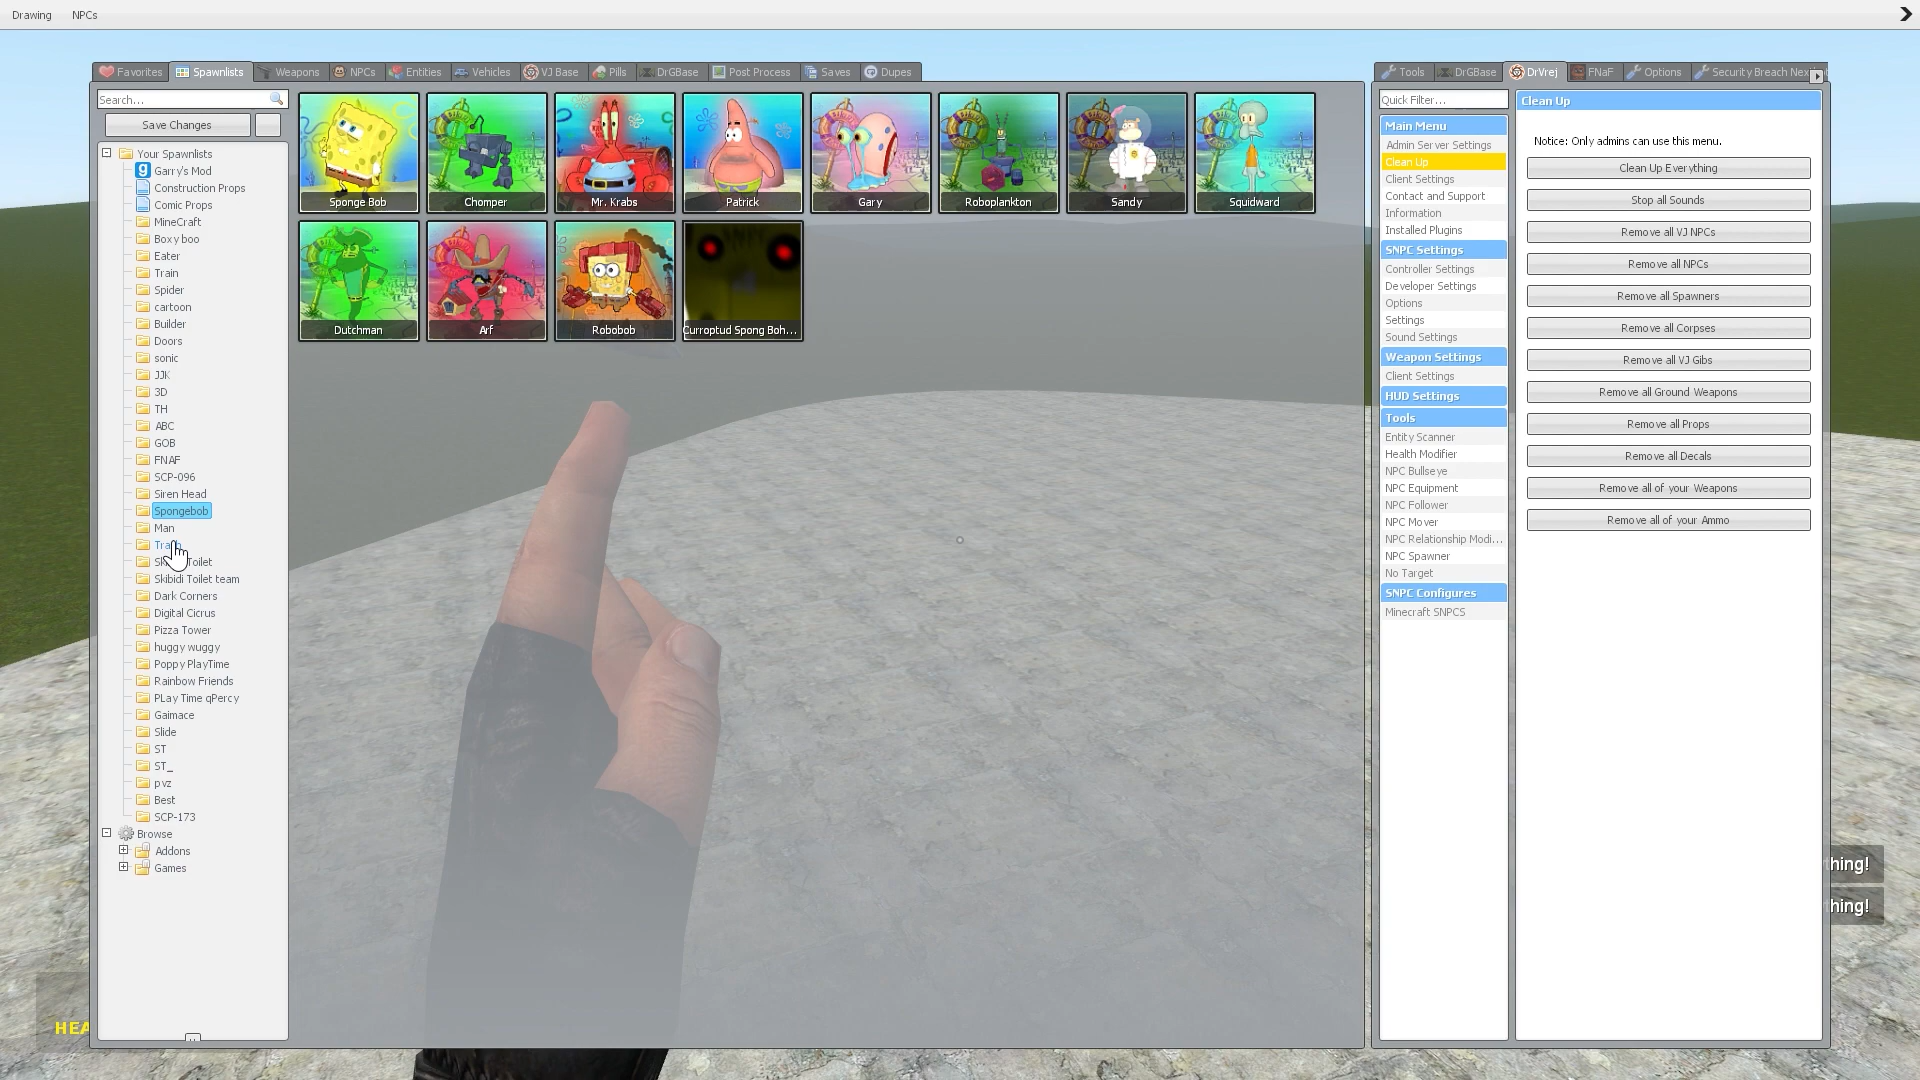 Drawing NPCs
Favorites Spawnlists Weapons NPCs Entities Vehicles VJ Base Pills DrGBase Post Process Saves Dupes
Search...
Save Changes
Your Spawnlists
Garry's Mod
Construction Props
Comic Props
MineCraft
Boxy boo
Eater
Train
Spider
cartoon
Builder
Doors
sonic
JJK
3D
TH
ABC
GOB
FNAF
SCP-096
Siren Head
Spongebob
Man
Toilet
Skibidi Toilet team
Dark Corners
Digital Cicrus
Pizza Tower
huggy wuggy
Poppy PlayTime
Rainbow Friends
PLay Time qPercy
Gaimace
Slide
ST
ST_
pvz
Best
SCP-173
Browse
Addons
Games
Sponge Bob
Chomper
Mr. Krabs
Patrick
Gary
Roboplankton
Sandy
Squidward
Dutchman
Arf
Robobob
Curroptud Spong Boh...
HEA
Tools DrGBase DrVrej FNaF Options Security Breach
Quick Filter...
Main Menu
Admin Server Settings
Clean Up
Client Settings
Contact and Support
Information
Installed Plugins
SNPC Settings
Controller Settings
Developer Settings
Options
Settings
Sound Settings
Weapon Settings
Client Settings
HUD Settings
Tools
Entity Scanner
Health Modifier
NPC Bullseye
NPC Equipment
NPC Follower
NPC Mover
NPC Relationship Modi...
NPC Spawner
No Target
SNPC Configures
Minecraft SNPCS
Clean Up
Notice: Only admins can use this menu.
Clean Up Everything
Stop all Sounds
Remove all VJ NPCs
Remove all NPCs
Remove all Spawners
Remove all Corpses
Remove all VJ Gibs
Remove all Ground Weapons
Remove all Props
Remove all Decals
Remove all of your Weapons
Remove all of your Ammo
thing!
thing!